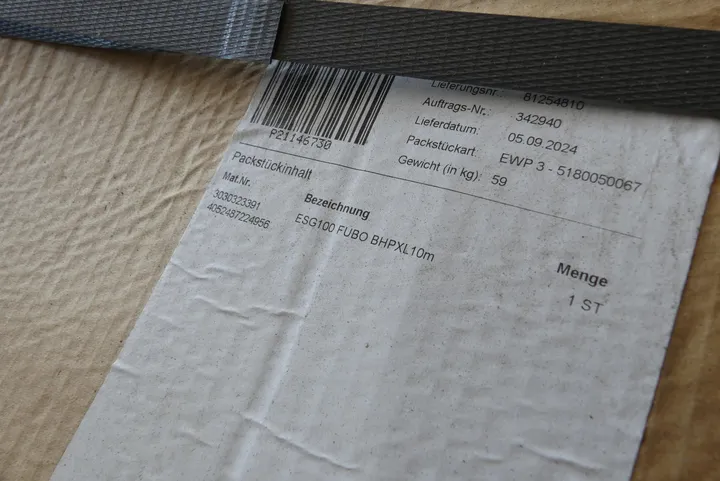 Lieferungsnr.: 81254810
Auftrags-Nr.: 342940
Lieferdatum: 05.09.2024
Packstückart: EWP 3 - 5180050067
Gewicht (in kg): 59
P21146730
Packstückinhalt
Mat.Nr. Bezeichnung Menge
3030323391 ESG100 FUBO BHPXL10m 1 ST
4052487224956